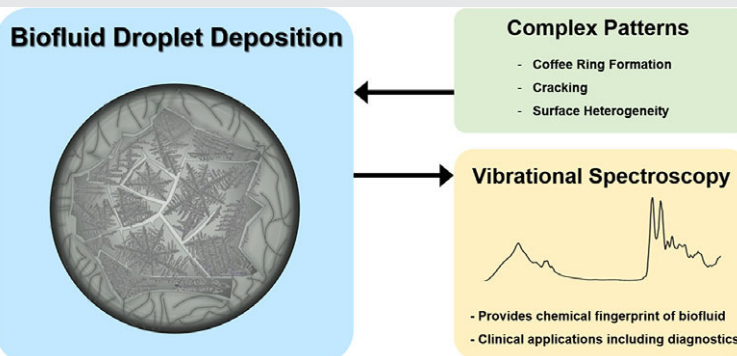 Biofluid Droplet Deposition
Complex Patterns
- Coffee Ring Formation
- Cracking
- Surface Heterogeneity
Vibrational Spectroscopy
- Provides chemical fingerprint of biofluid
- Clinical applications including diagnostics